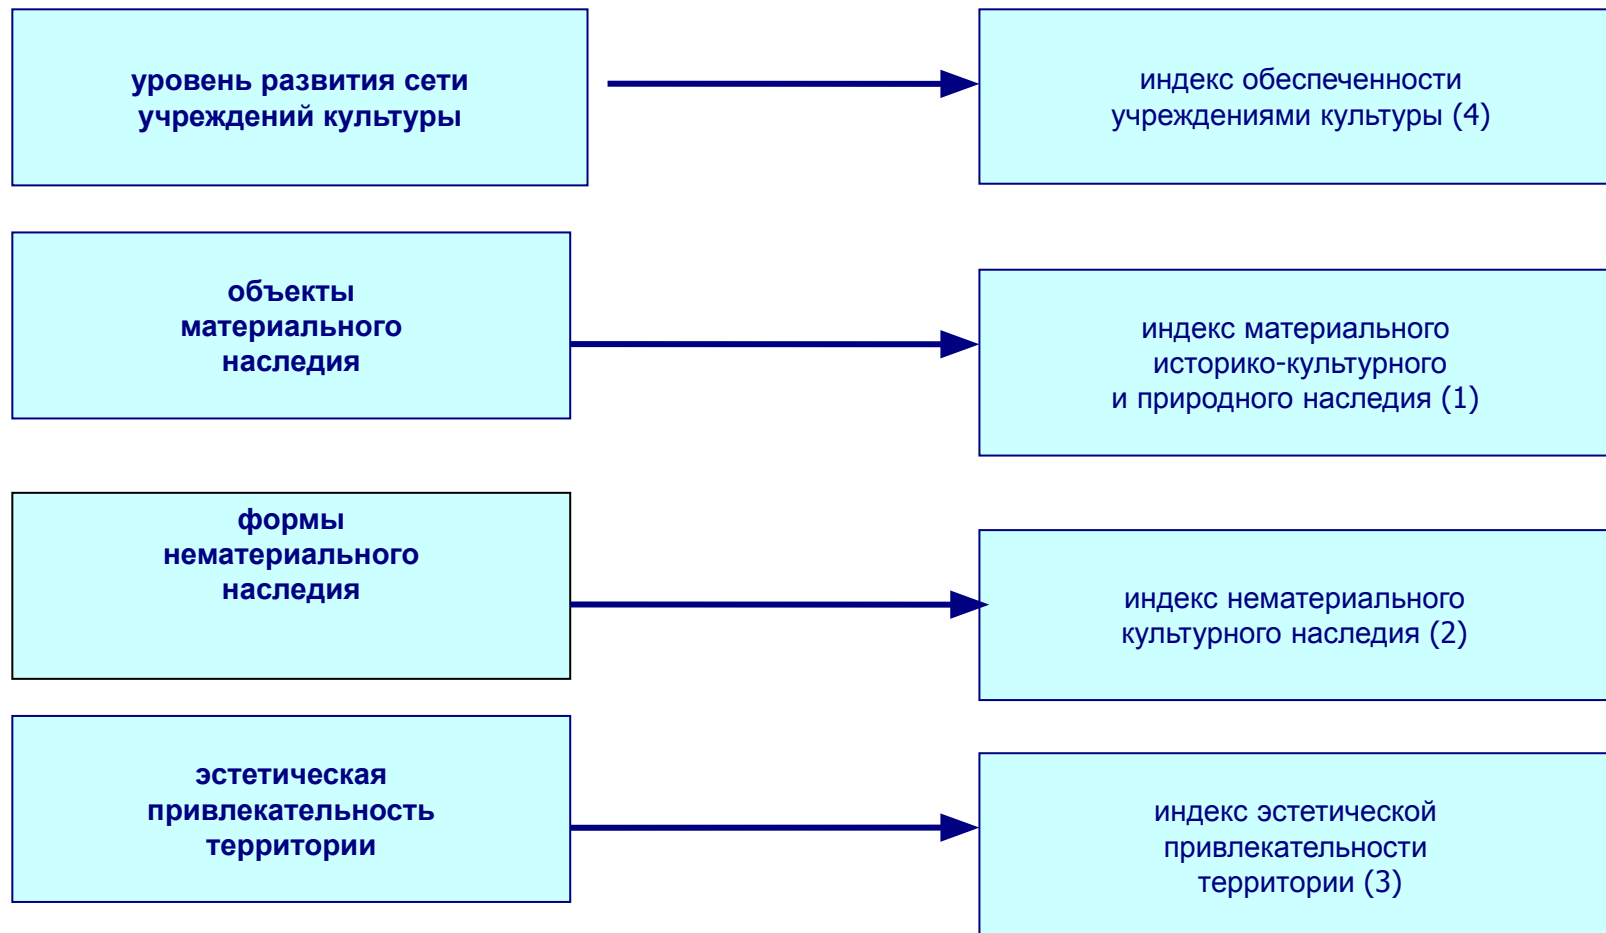 уровень развития сети
учреждений культуры
индекс обеспеченности
учреждениями культуры (4)
объекты
материального
наследия
индекс материального
историко-культурного
и природного наследия (1)
формы
нематериального
наследия
индекс нематериального
культурного наследия (2)
эстетическая
привлекательность
территории
индекс эстетической
привлекательности
территории (3)